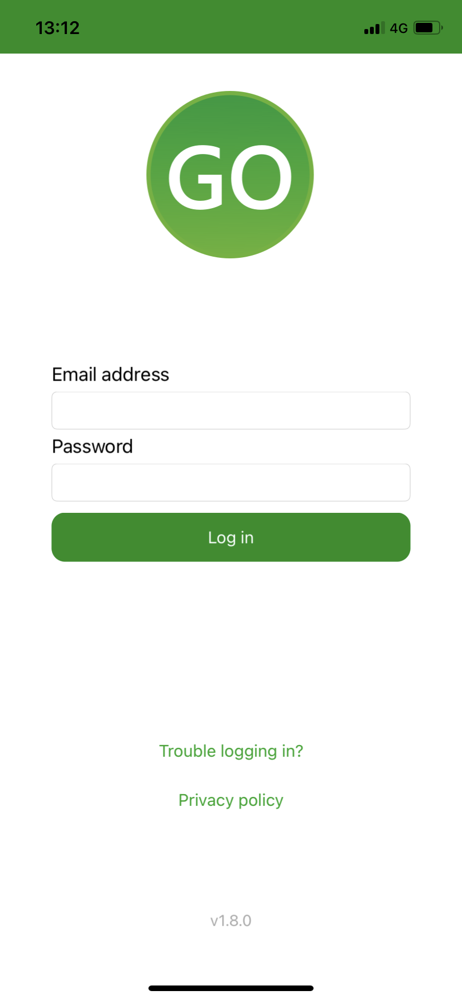 13:12
4G
GO
Email address
Password
Log in
Trouble logging in?
Privacy policy
v1.8.0